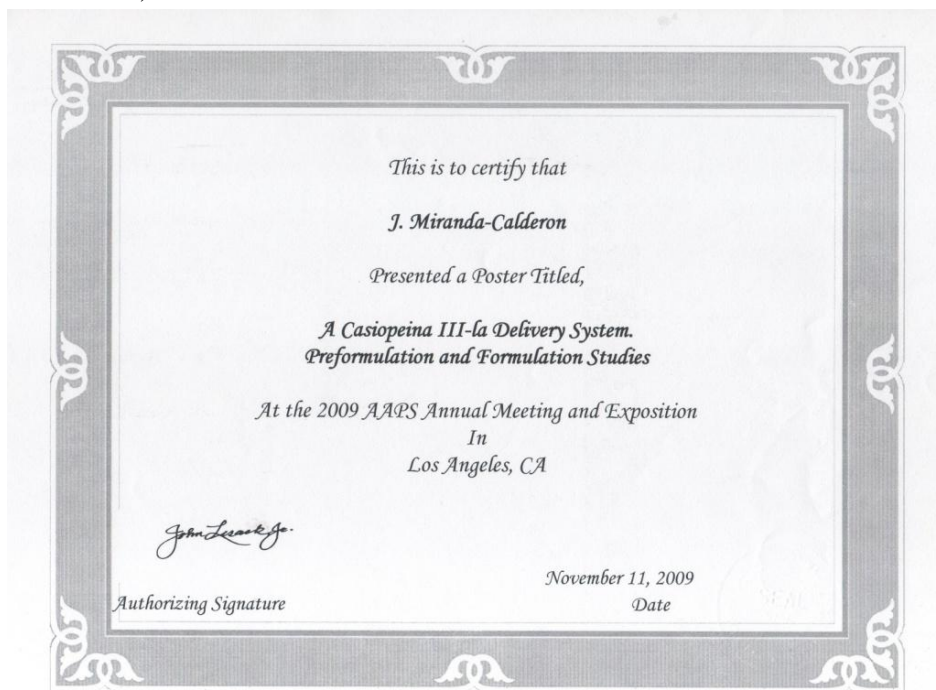 This is to certify that
J. Miranda-Calderon
Presented a Poster Titled,
A Casiopeina III-la Delivery System.
Preformulation and Formulation Studies
At the 2009 AAPS Annual Meeting and Exposition
In
Los Angeles, CA
November 11, 2009
Authorizing Signature
Date